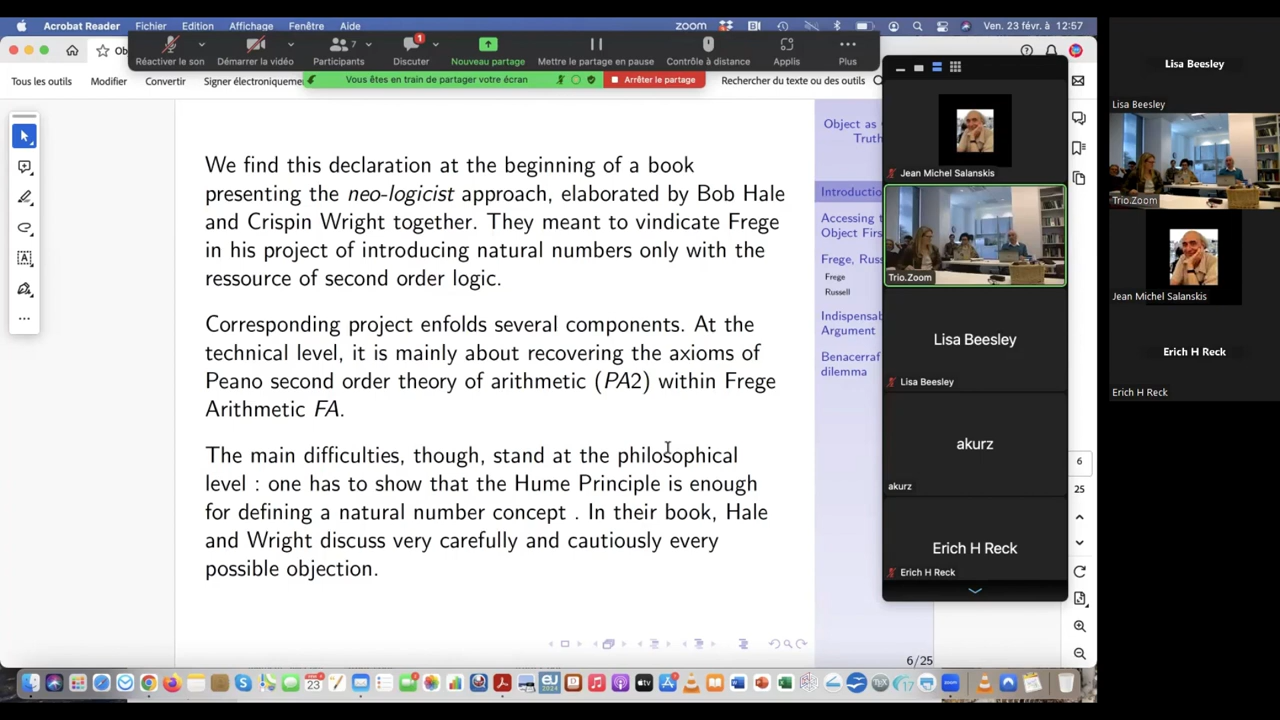 Acrobat Reader Fichier Edition Affichage Fenêtre Aide
zoom Ven. 23 févr. à 12:57
Réactiver le son Démarrer la vidéo Participants 7 Discuter 1 Nouveau partage Mettre le partage en pause Contrôle à distance Applis Plus
Vous êtes en train de partager votre écran Arrêter le partage
Ob
Tous les outils Modifier Convertir Signer électroniquemen Rechercher du texte ou des outils
We find this declaration at the beginning of a book
presenting the neo-logicist approach, elaborated by Bob Hale
and Crispin Wright together. They meant to vindicate Frege
in his project of introducing natural numbers only with the
ressource of second order logic.
Corresponding project enfolds several components. At the
technical level, it is mainly about recovering the axioms of
Peano second order theory of arithmetic (PA2) within Frege
Arithmetic FA.
The main difficulties, though, stand at the philosophical
level : one has to show that the Hume Principle is enough
for defining a natural number concept . In their book, Hale
and Wright discuss very carefully and cautiously every
possible objection.
6/25
Object as
Truth
Introductio
Accessing t
Object First
Frege, Russ
Frege
Russell
Indispensab
Argument
Benacerraf
dilemma
Jean Michel Salanskis
Trio.Zoom
Lisa Beesley
Lisa Beesley
akurz
akurz
Erich H Reck
Erich H Reck
6
25
Lisa Beesley
Lisa Beesley
Trio.Zoom
Jean Michel Salanskis
Erich H Reck
Erich H Reck